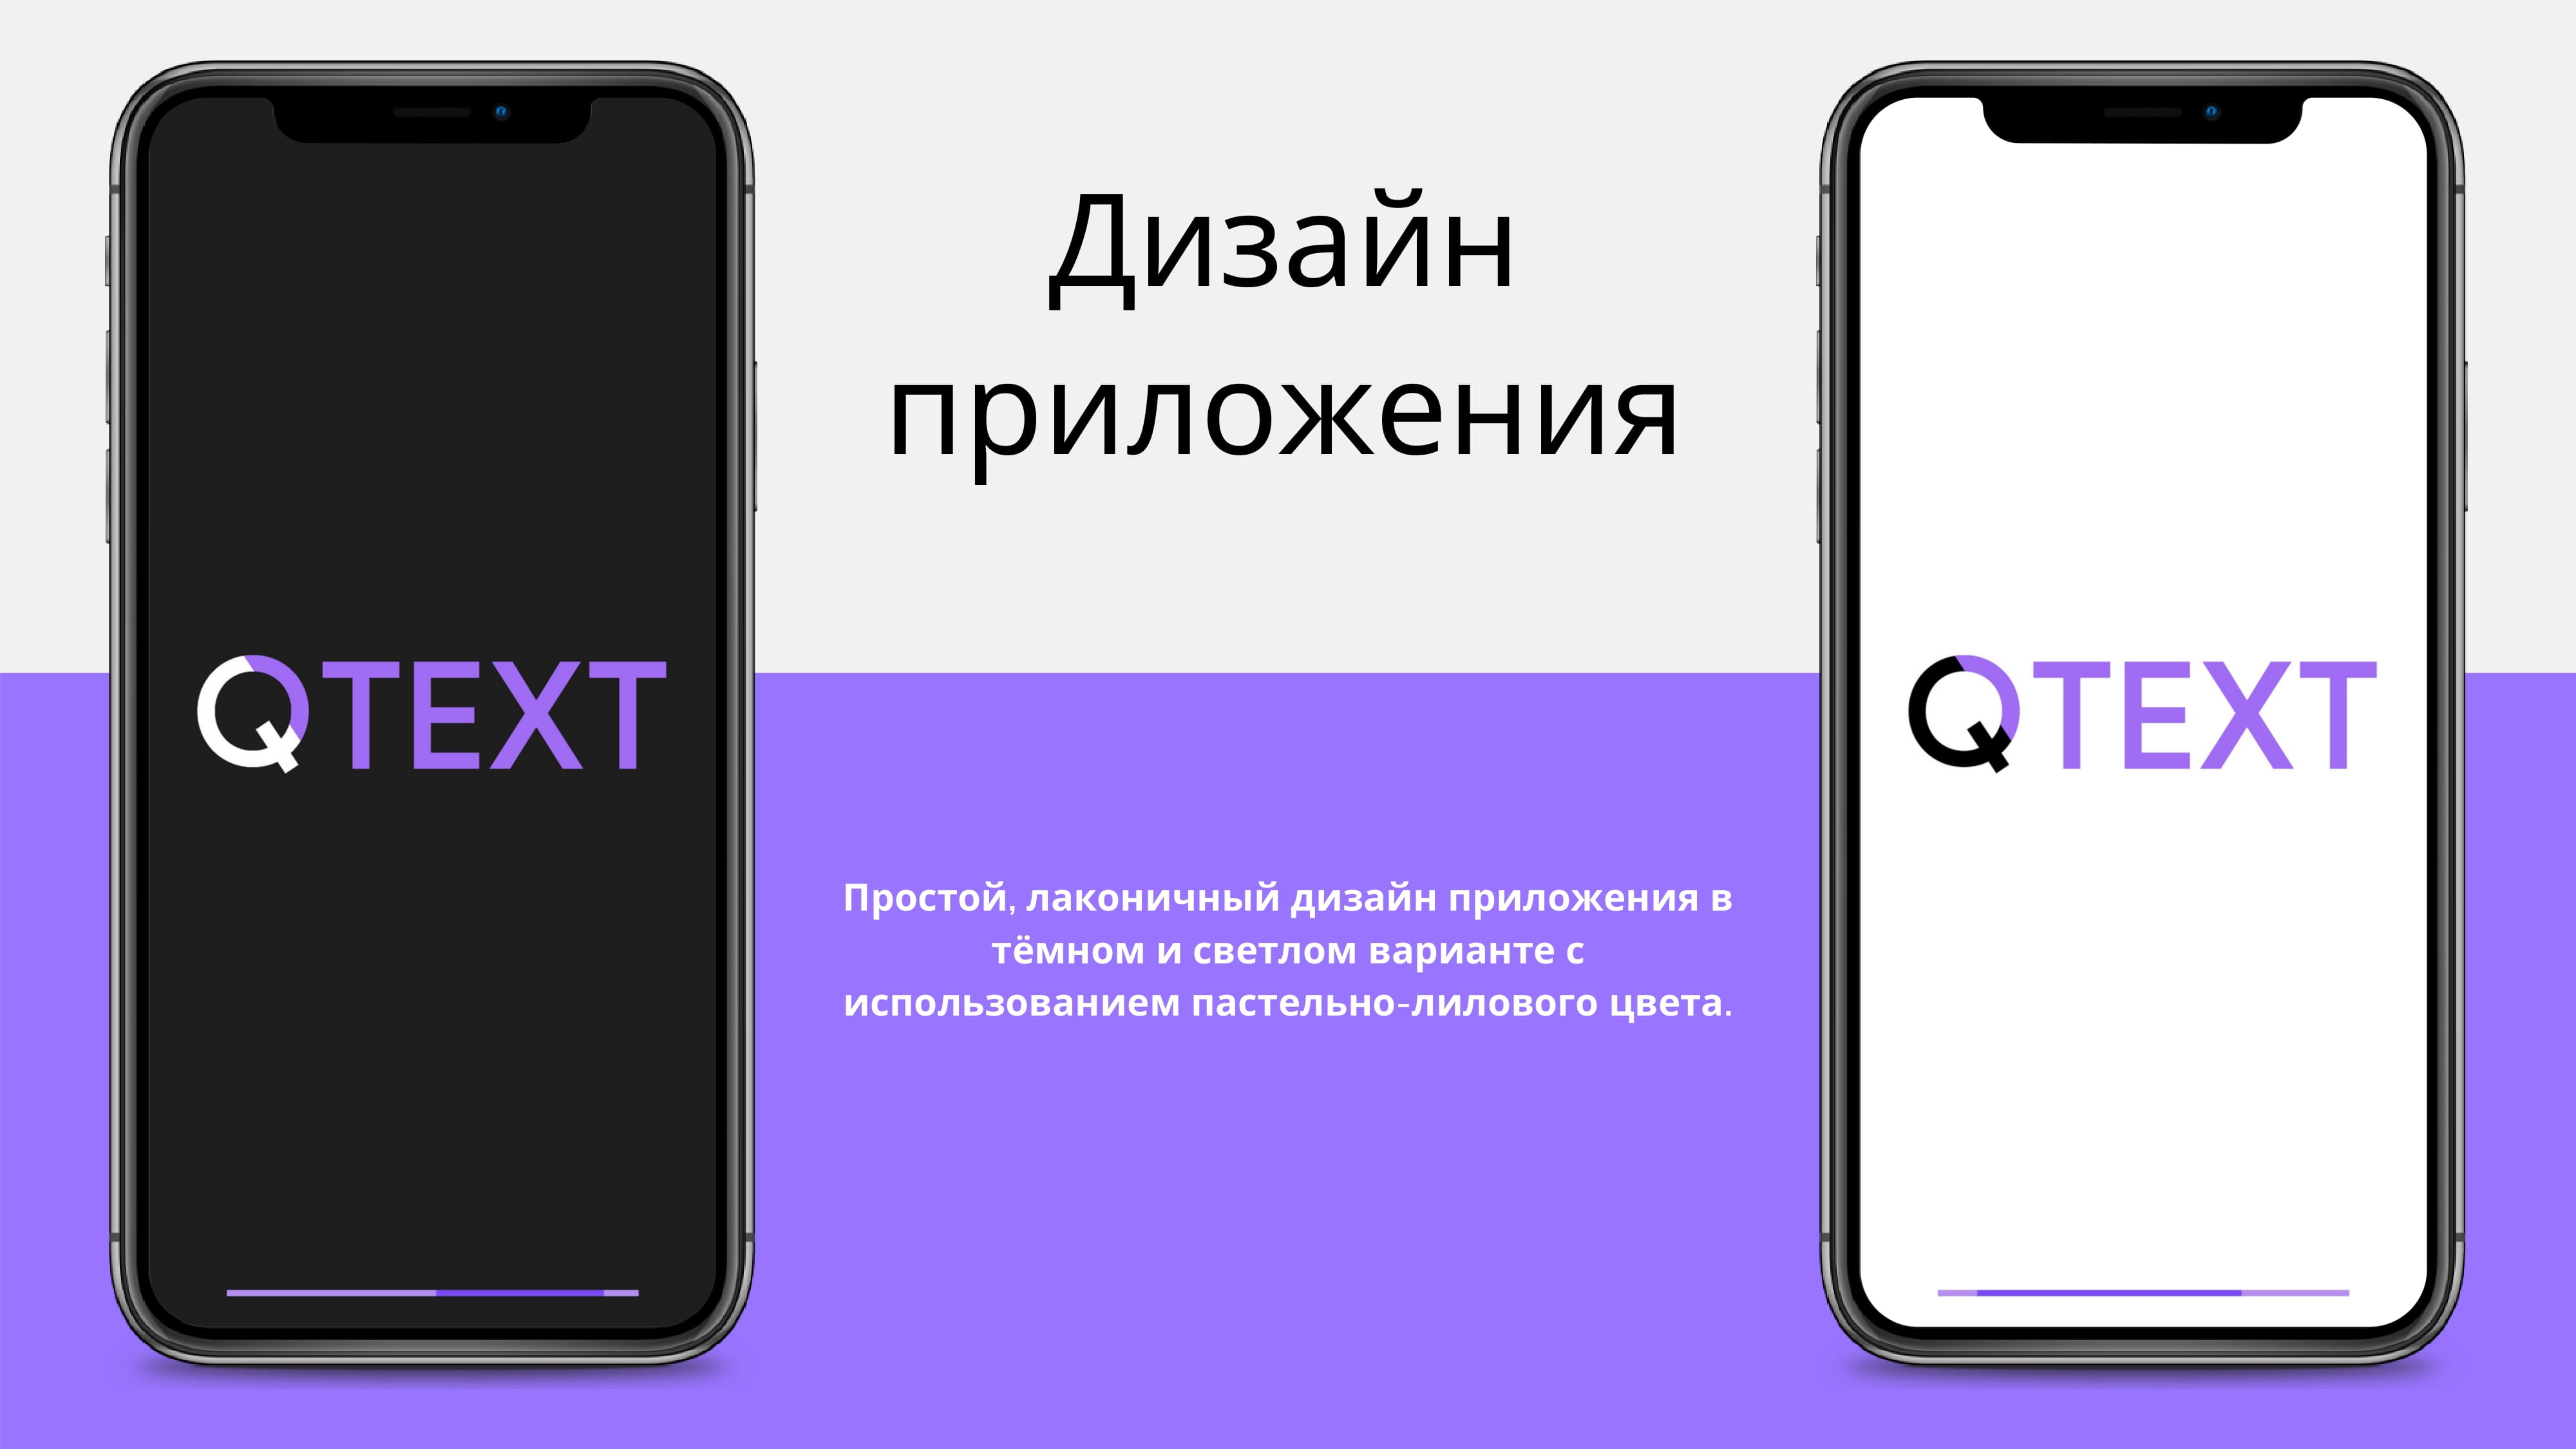 Дизайн
приложения
QTEXT
QTEXT
Простой, лаконичный дизайн приложения в
тёмном и светлом варианте с
использованием пастельно-лилового цвета.